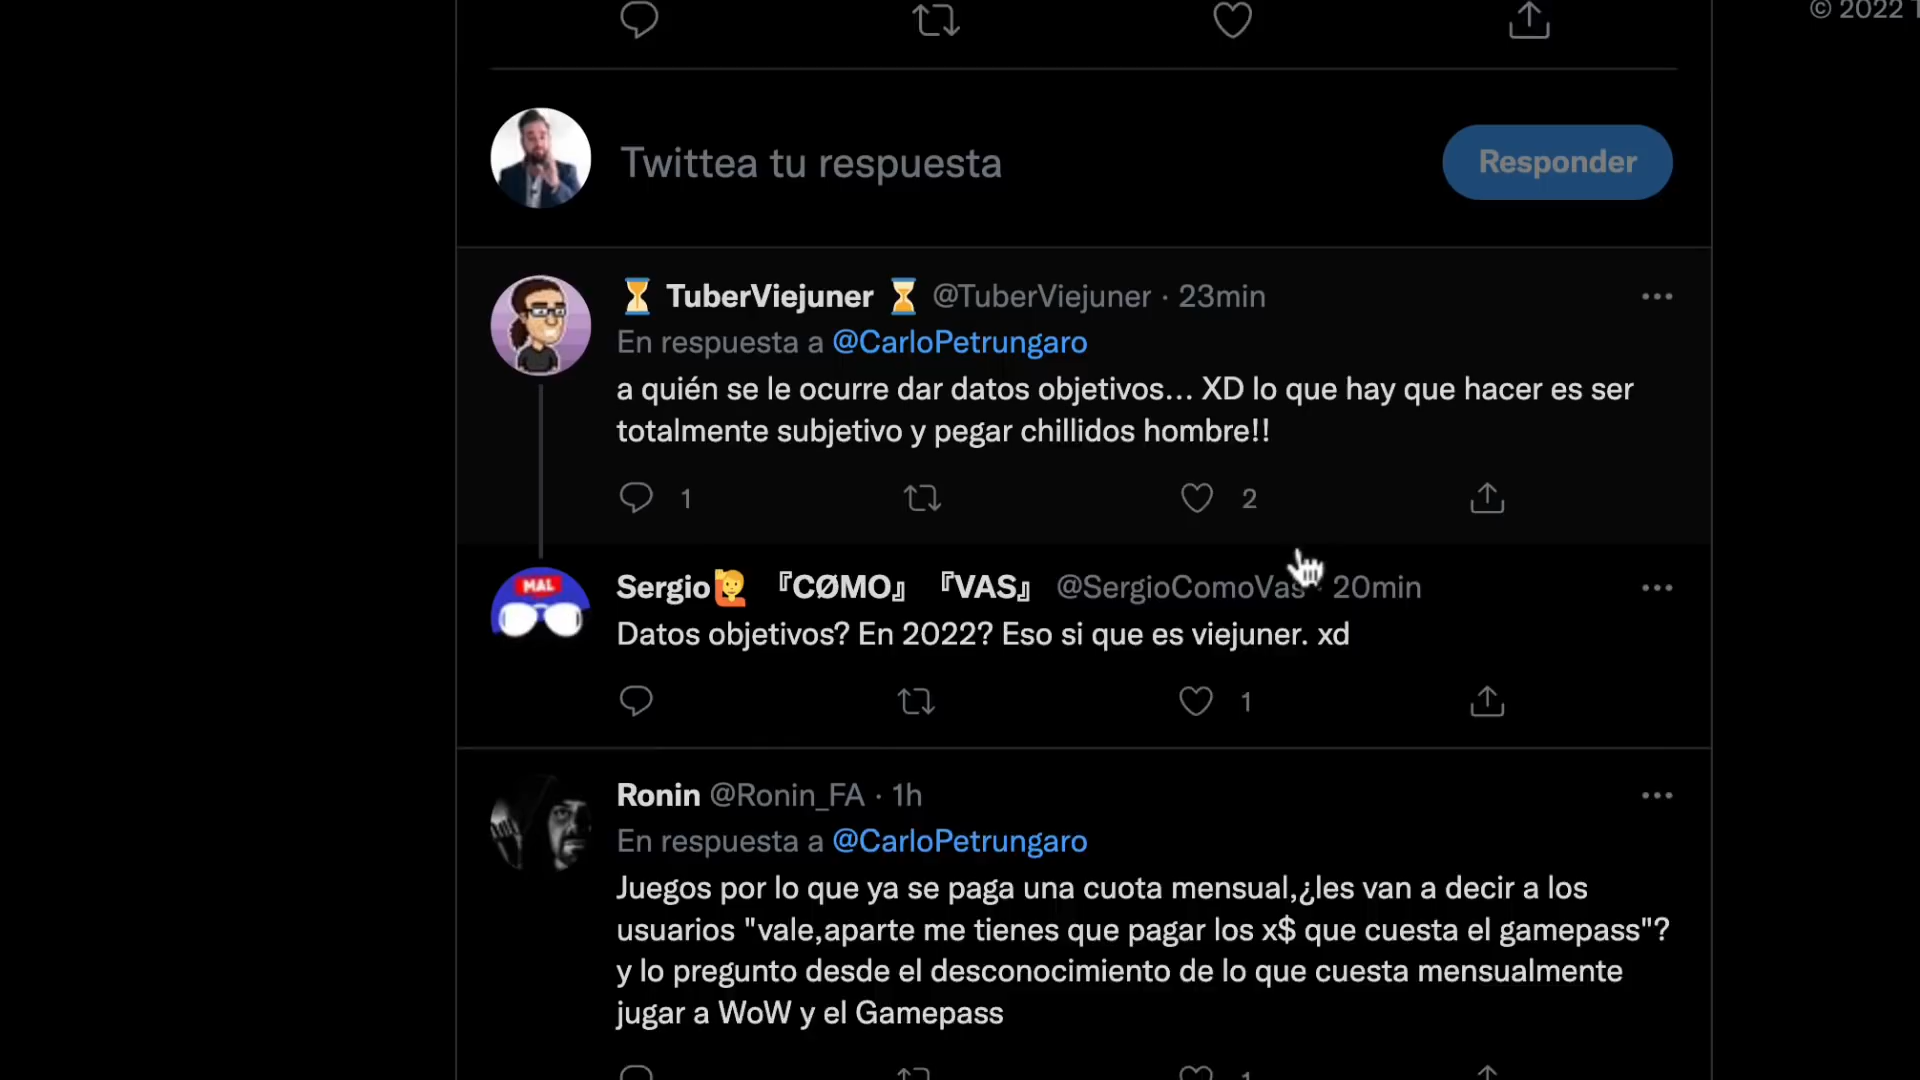 © 2022
Twittea tu respuesta
Responder
⏳ TuberViejuner ⏳ @TuberViejuner · 23min
En respuesta a @CarloPetrungaro
a quién se le ocurre dar datos objetivos... XD lo que hay que hacer es ser
totalmente subjetivo y pegar chillidos hombre!!
1 2
MAL
Sergio🙋 『CØMO』 『VAS』 @SergioComoVas · 20min
Datos objetivos? En 2022? Eso si que es viejuner. xd
1
Ronin @Ronin_FA · 1h
En respuesta a @CarloPetrungaro
Juegos por lo que ya se paga una cuota mensual,¿les van a decir a los
usuarios "vale,aparte me tienes que pagar los x$ que cuesta el gamepass"?
y lo pregunto desde el desconocimiento de lo que cuesta mensualmente
jugar a WoW y el Gamepass